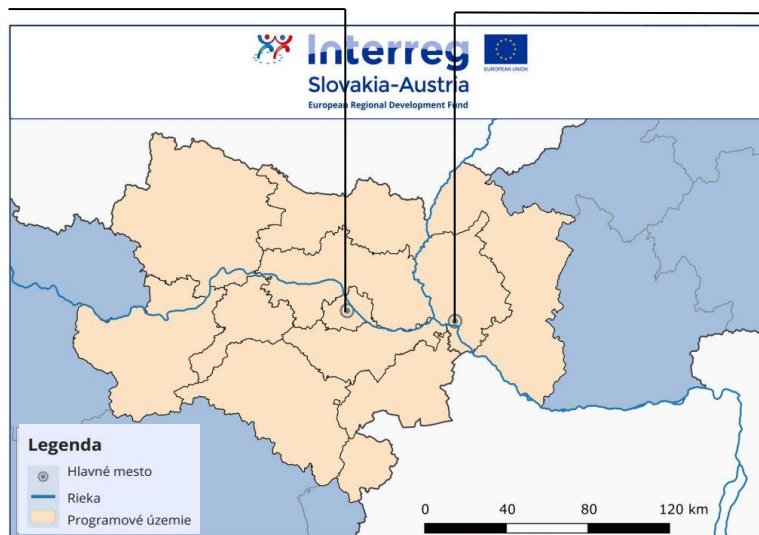 Interreg
EUROPEAN UNION
Slovakia-Austria
European Regional Development Fund
Legenda
Hlavné mesto
Rieka
Programové územie
0 40 80 120 km